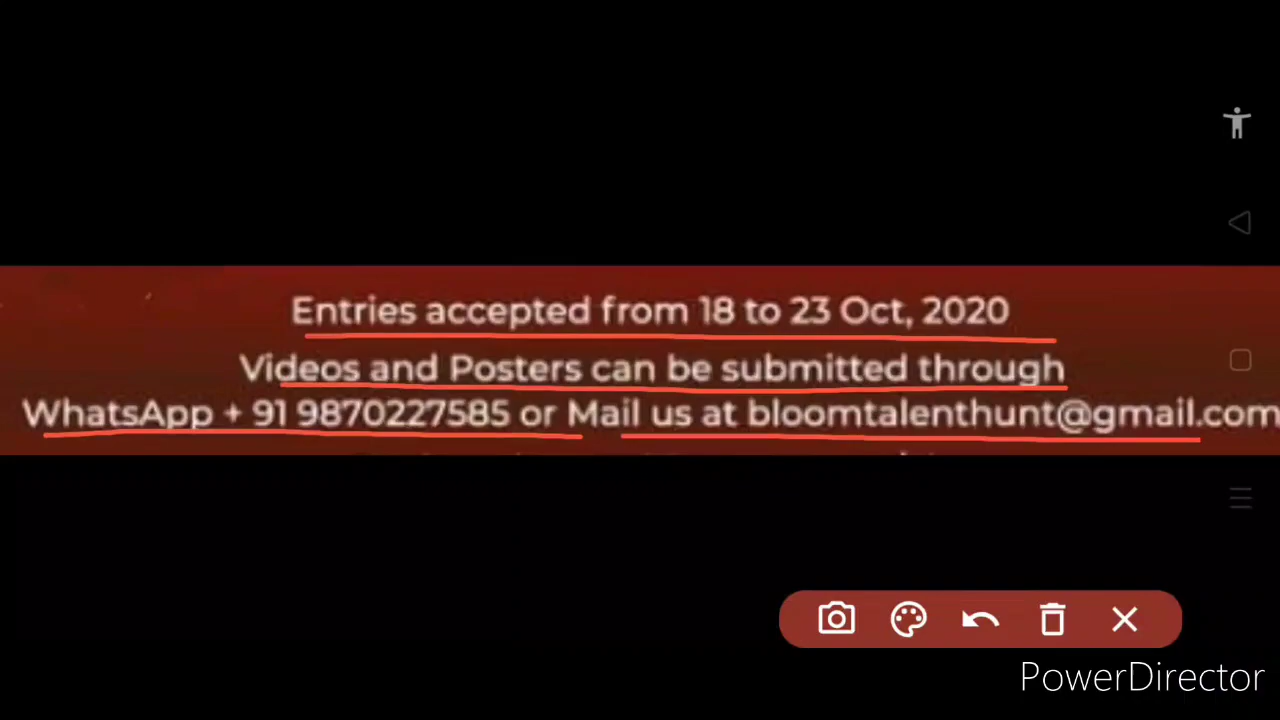 Entries accepted from 18 to 23 Oct, 2020
Videos and Posters can be submitted through
WhatsApp + 91 9870227585 or Mail us at bloomtalenthunt@gmail.com
PowerDirector